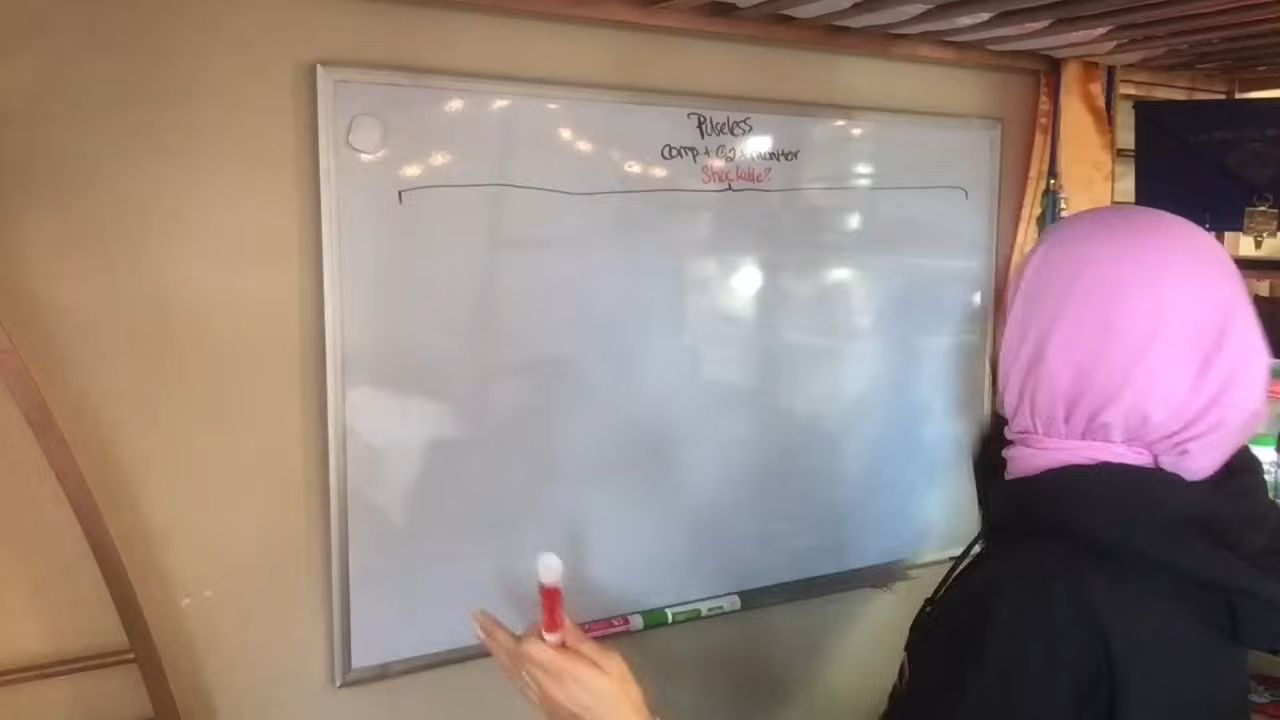 Pulseless
Comp + O2 + monitor
Shockable?